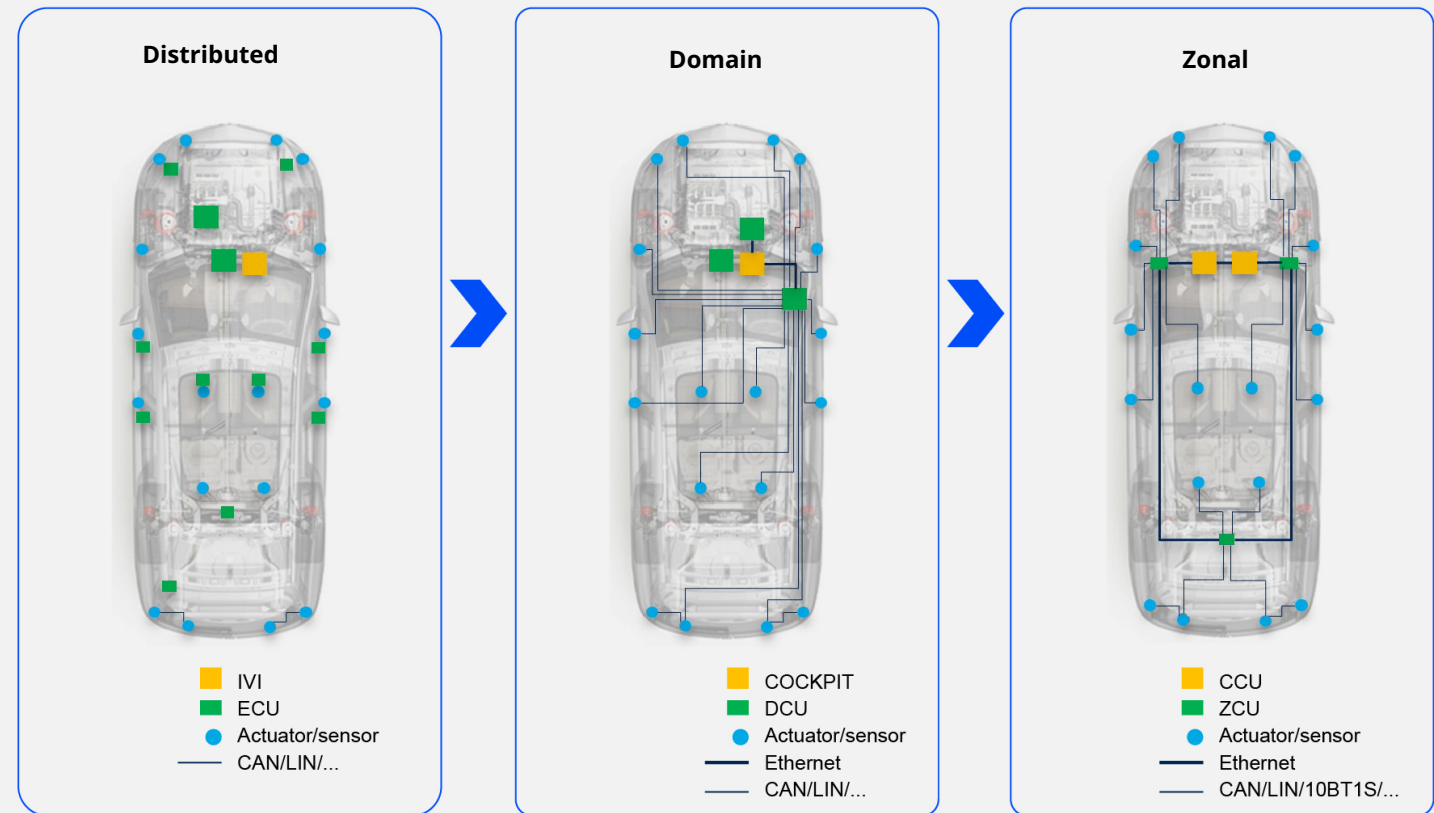 Distributed
Domain
Zonal
IVI
ECU
Actuator/sensor
CAN/LIN/...
COCKPIT
DCU
Actuator/sensor
Ethernet
CAN/LIN/...
CCU
ZCU
Actuator/sensor
Ethernet
CAN/LIN/10BT1S/...